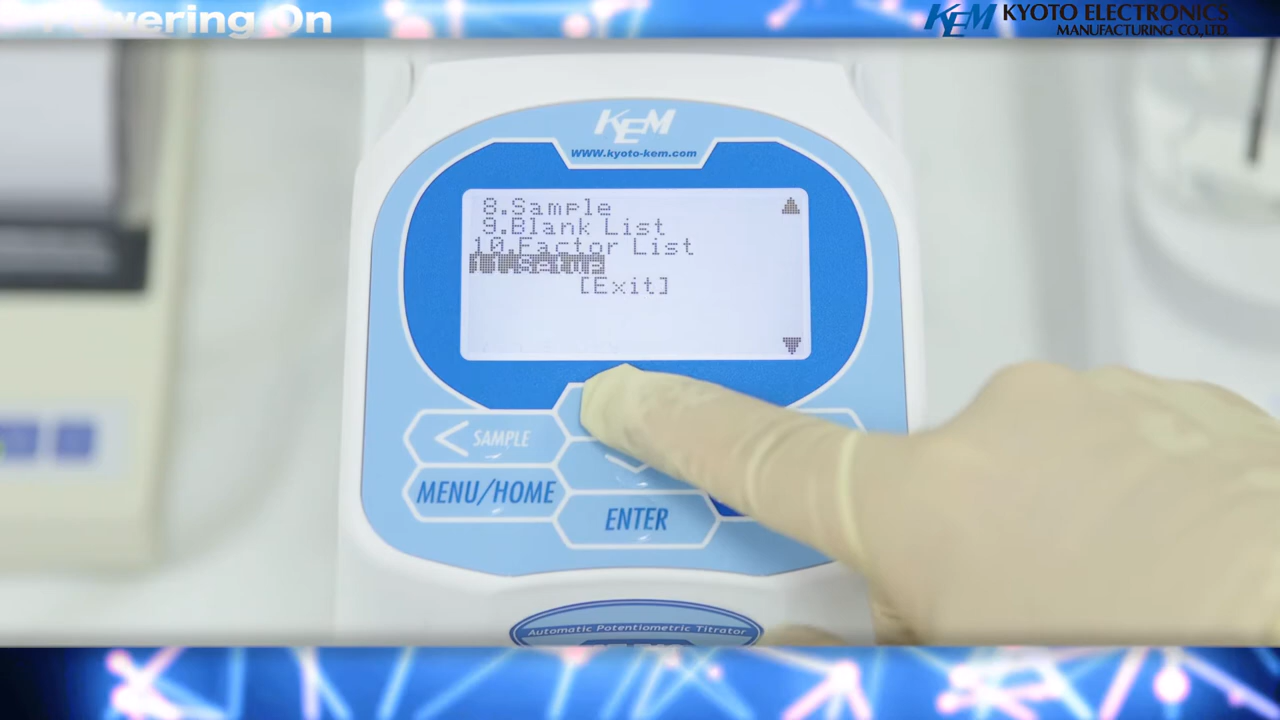 Powering On
KEM KYOTO ELECTRONICS
MANUFACTURING CO.,LTD.
KEM
www.kyoto-kem.com
8.Sample
9.Blank List
10.Factor List
[Exit]
< SAMPLE
MENU/HOME
ENTER
Automatic Potentiometric Titrator